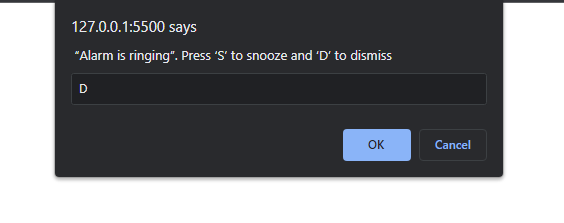 127.0.0.1:5500 says
“Alarm is ringing”. Press ‘S’ to snooze and ‘D’ to dismiss
D
OK
Cancel